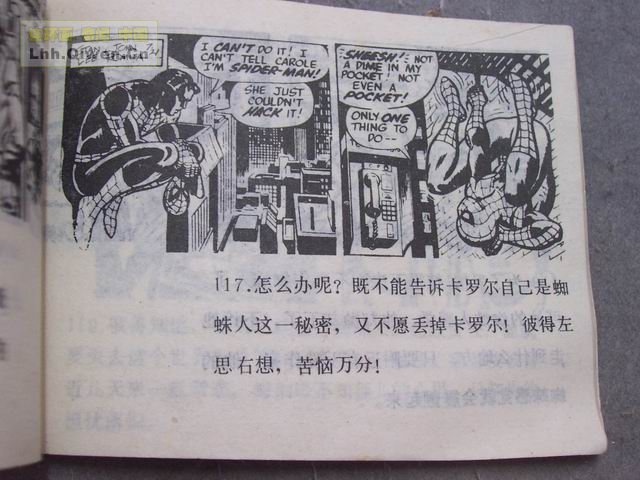 Lhh.C
STAN
JOHN
I CAN'T DO IT! I
CAN'T TELL CAROLE
I'M SPIDER-MAN!
SHE JUST
COULDN'T
HACK IT!
SHEESH! NOT
A DIME IN MY
POCKET! NOT
EVEN A
POCKET!
ONLY ONE
THING TO
DO--
117.怎么办呢？既不能告诉卡罗尔自己是蜘
蛛人这一秘密，又不愿丢掉卡罗尔！彼得左
思右想，苦恼万分！